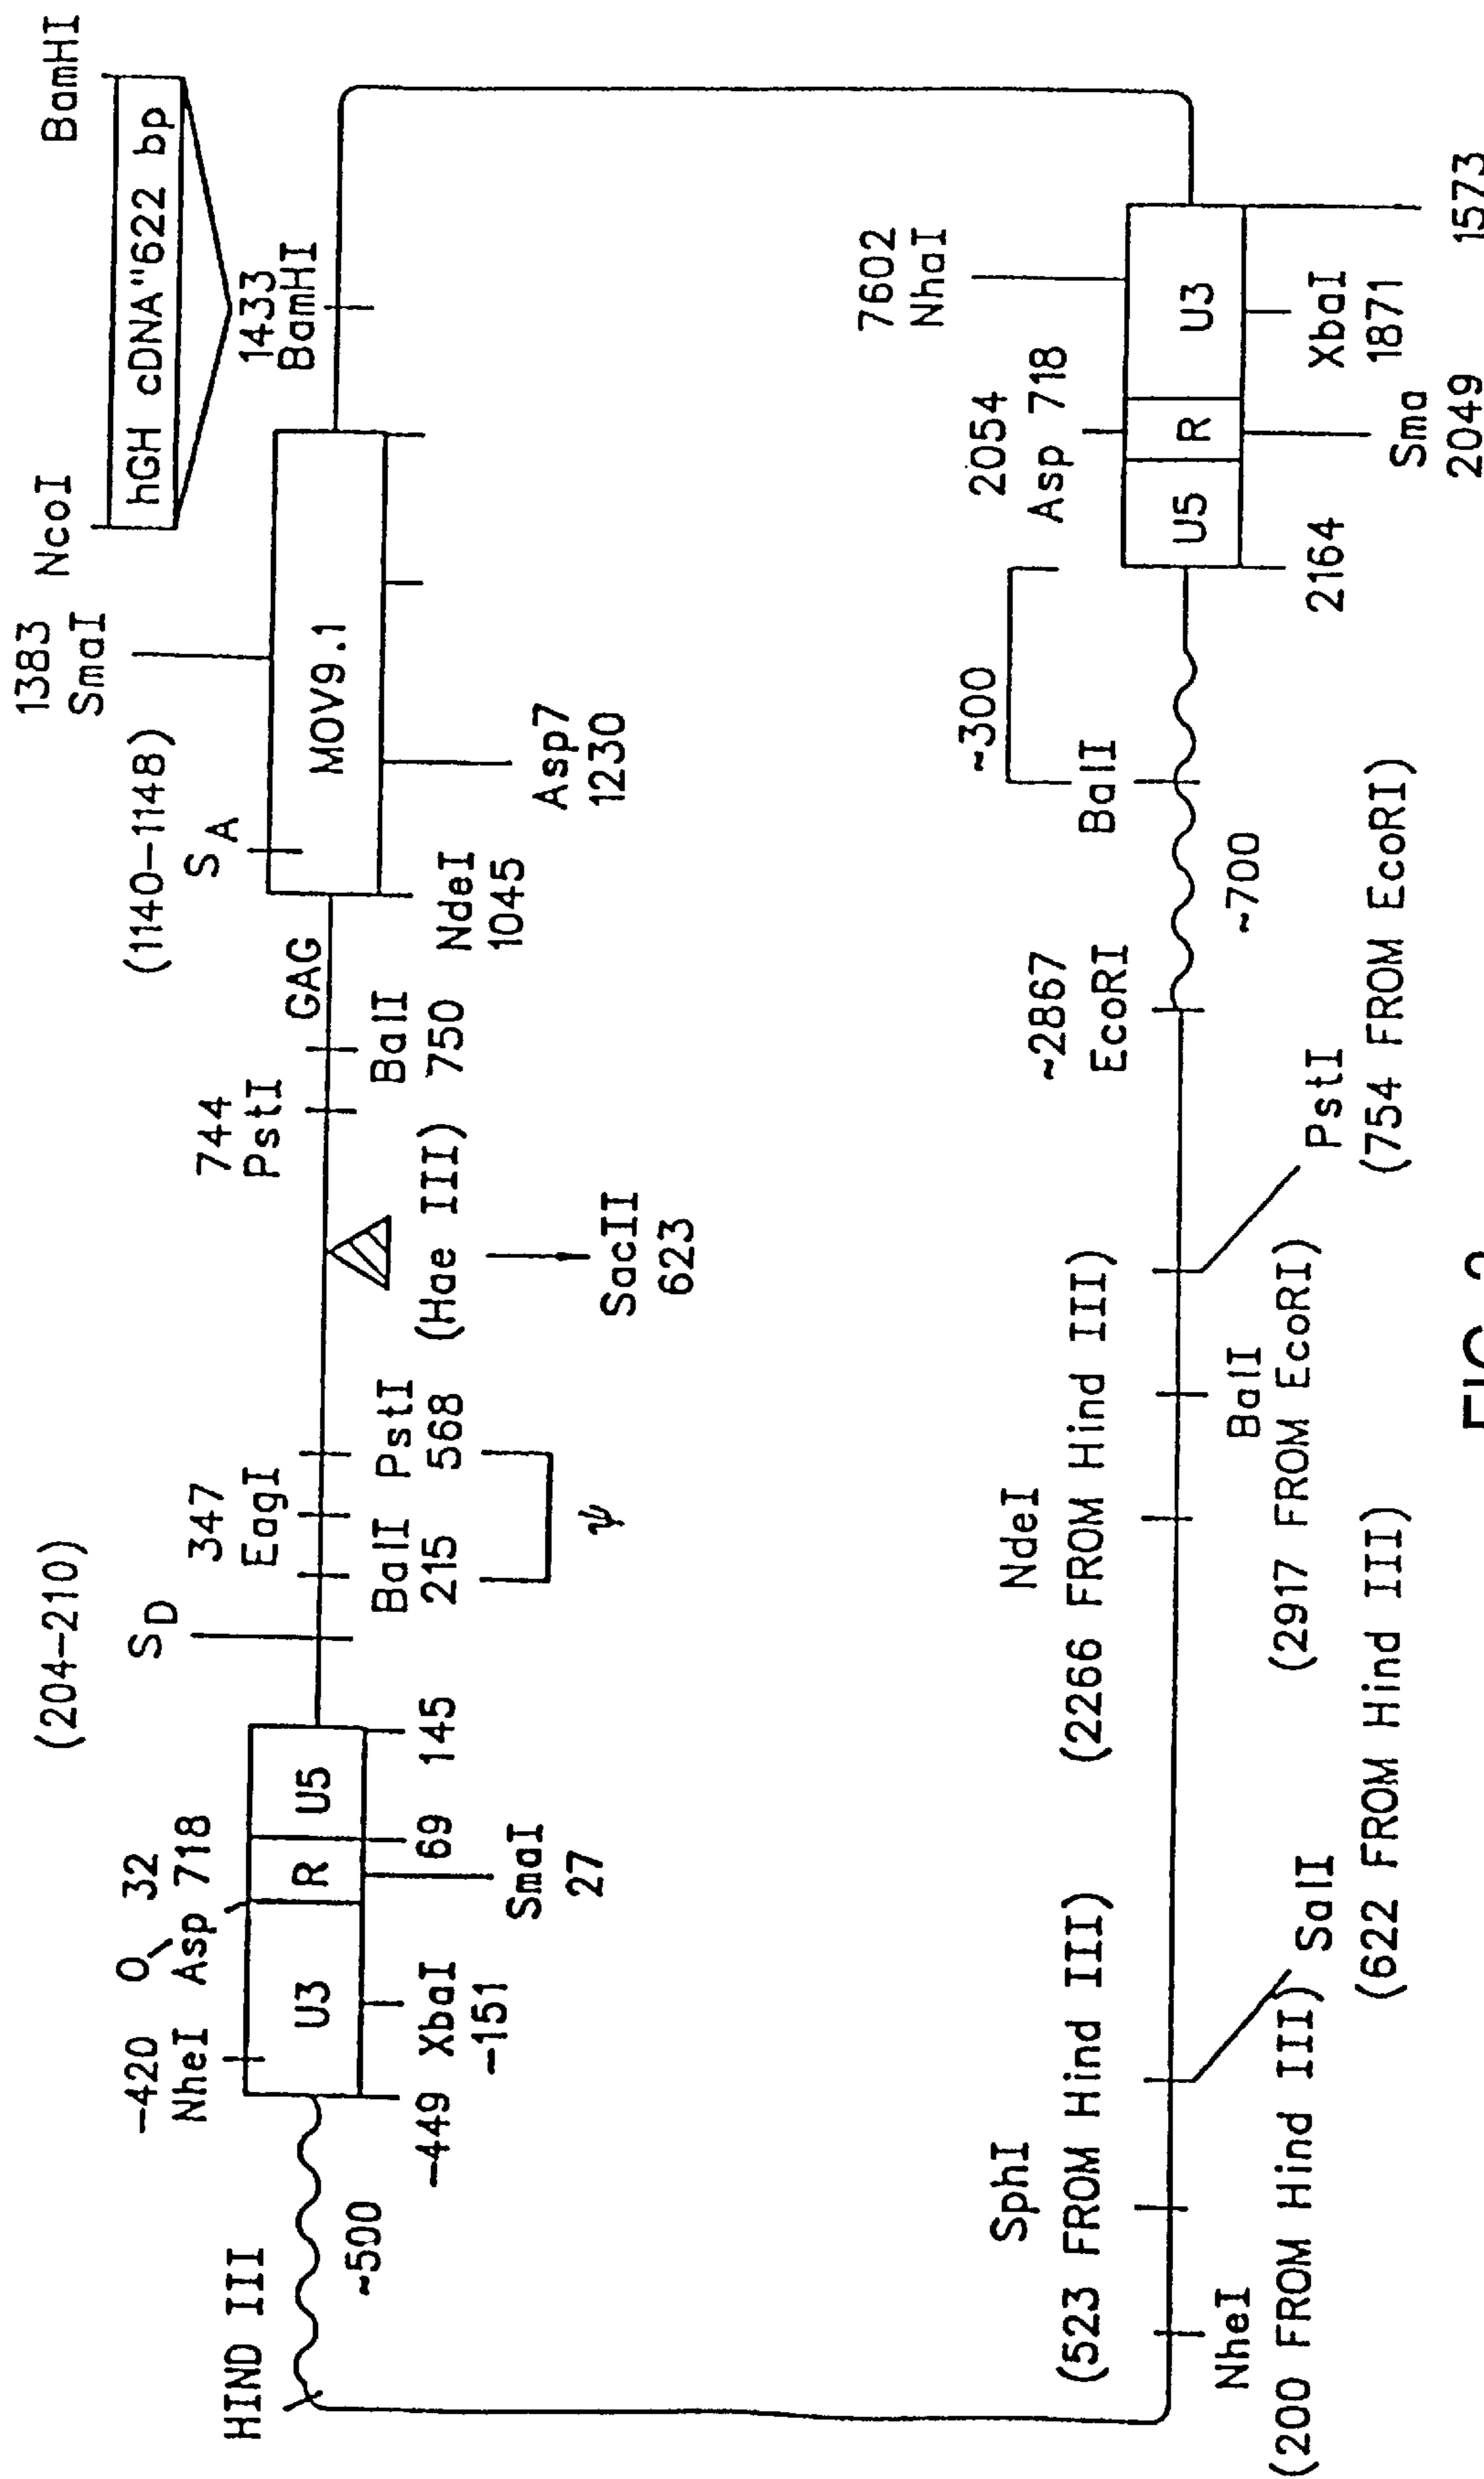 BamHI
NcoI
hGH cDNA"622 bp
1383
SmaI
1433
BamHI
(1140-1148)
S A
MOV9.1
Asp7
1230
NdeI
1045
GAG
BalI
750
744
PstI
(Hae III)
SacII
623
PstI
568
347
EagI
BalI
215
ψ
(204-210)
SD
HIND III
~500
-420
NheI
O
32
Asp 718
U3
R
U5
-449
XbaI
-151
69
145
SmaI
27
7602
NhaI
2054
Asp 718
U5
R
U3
1573
XbaI
1871
Sma
2049
2164
~300
BalI
~700
~2867
EcoRI
PstI
(754 FROM EcoRI)
NdeI
(2266 FROM Hind III)
BalI
(2917 FROM EcoRI)
SphI
(523 FROM Hind III)
SalI
(622 FROM Hind III)
NheI
(200 FROM Hind III)
FIG.